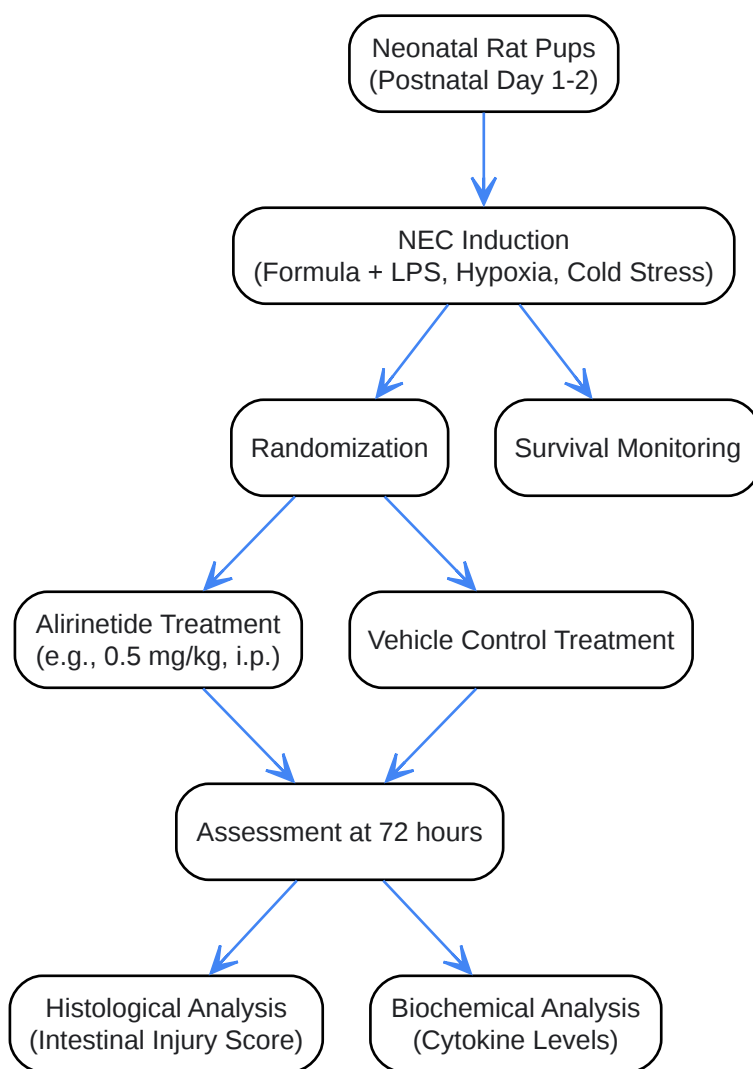 Neonatal Rat Pups
(Postnatal Day 1-2)
NEC Induction
(Formula + LPS, Hypoxia, Cold Stress)
Randomization
Survival Monitoring
Alirinetide Treatment
(e.g., 0.5 mg/kg, i.p.)
Vehicle Control Treatment
Assessment at 72 hours
Histological Analysis
(Intestinal Injury Score)
Biochemical Analysis
(Cytokine Levels)